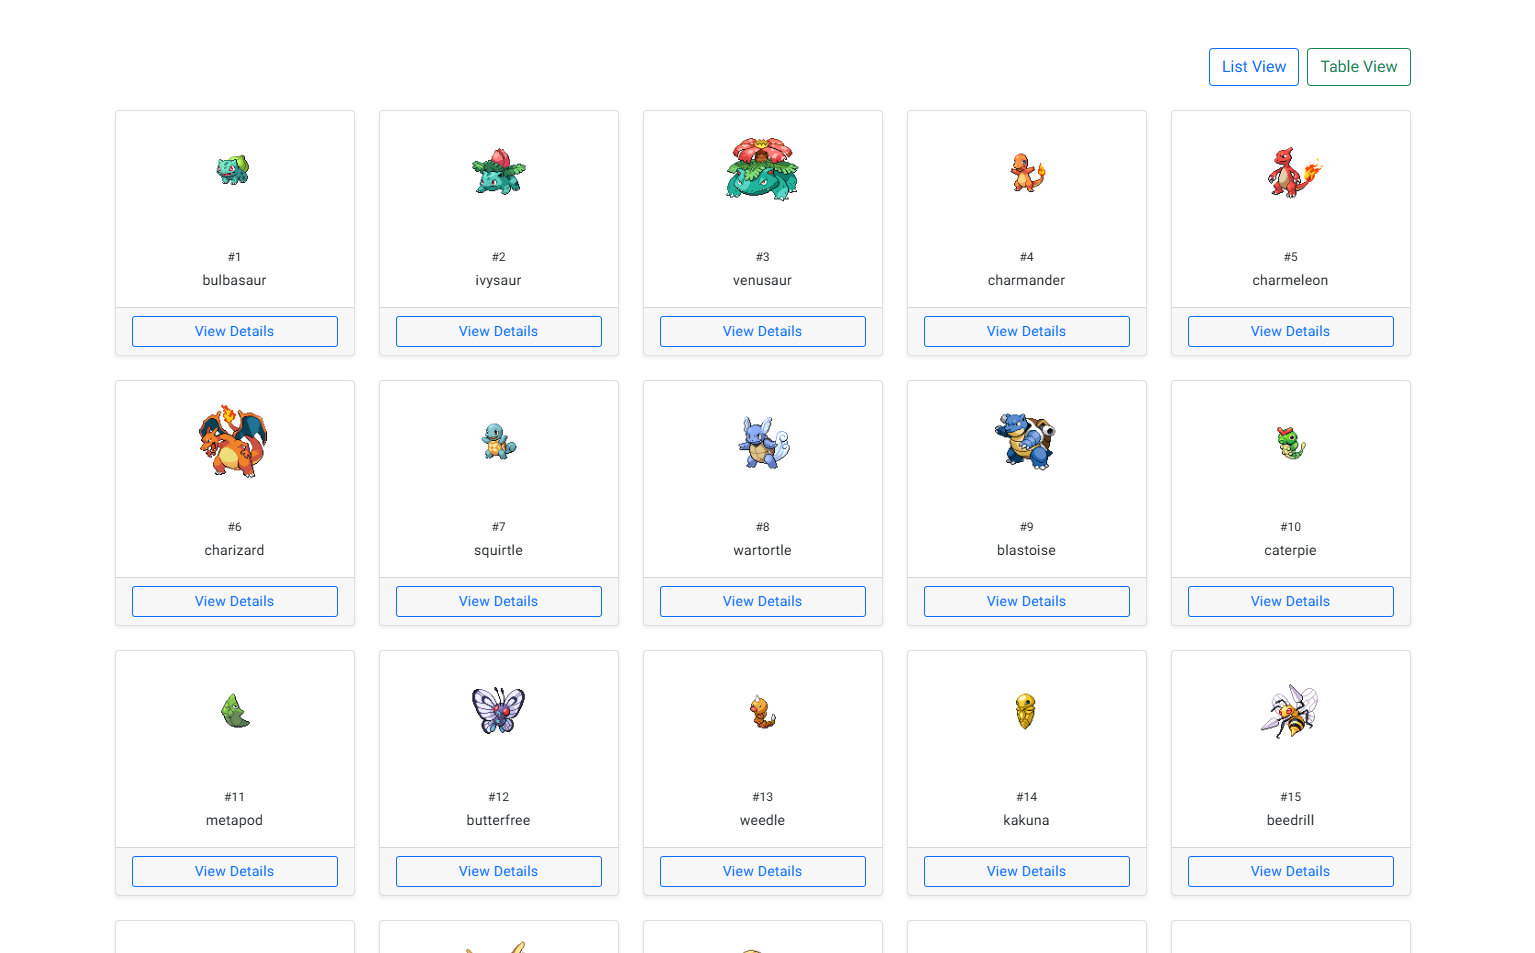 List View
Table View
#1
#2
#3
#4
#5
bulbasaur
ivysaur
venusaur
charmander
charmeleon
View Details
View Details
View Details
View Details
View Details
#6
#7
#8
#9
#10
charizard
squirtle
wartortle
blastoise
caterpie
View Details
View Details
View Details
View Details
View Details
#11
#12
#13
#14
#15
metapod
butterfree
weedle
kakuna
beedrill
View Details
View Details
View Details
View Details
View Details